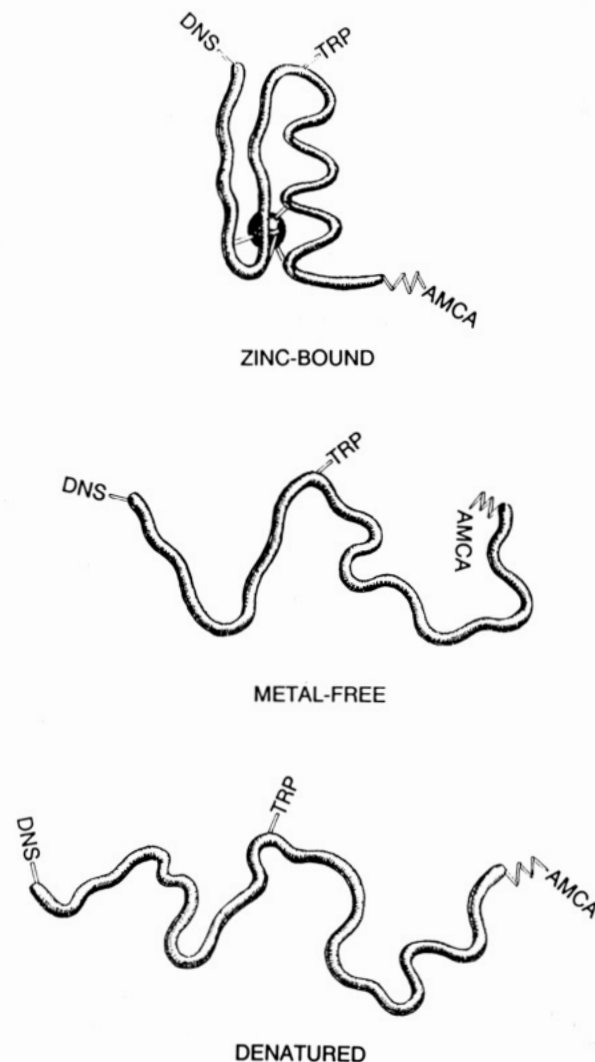 DNS
TRP
AMCA
ZINC-BOUND
DNS
TRP
AMCA
METAL-FREE
DNS
TRP
AMCA
DENATURED